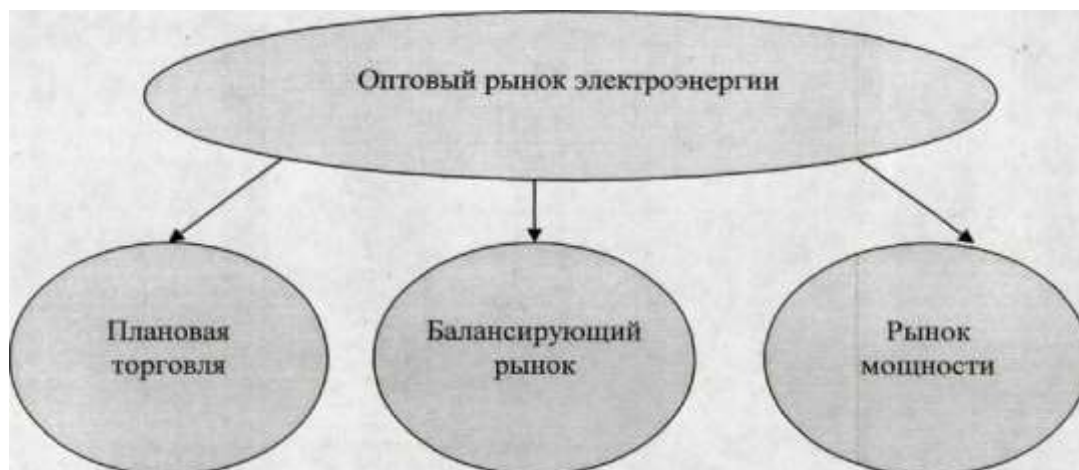 Оптовый рынок электроэнергии
Плановая
торговля
Балансирующий
рынок
Рынок
мощности